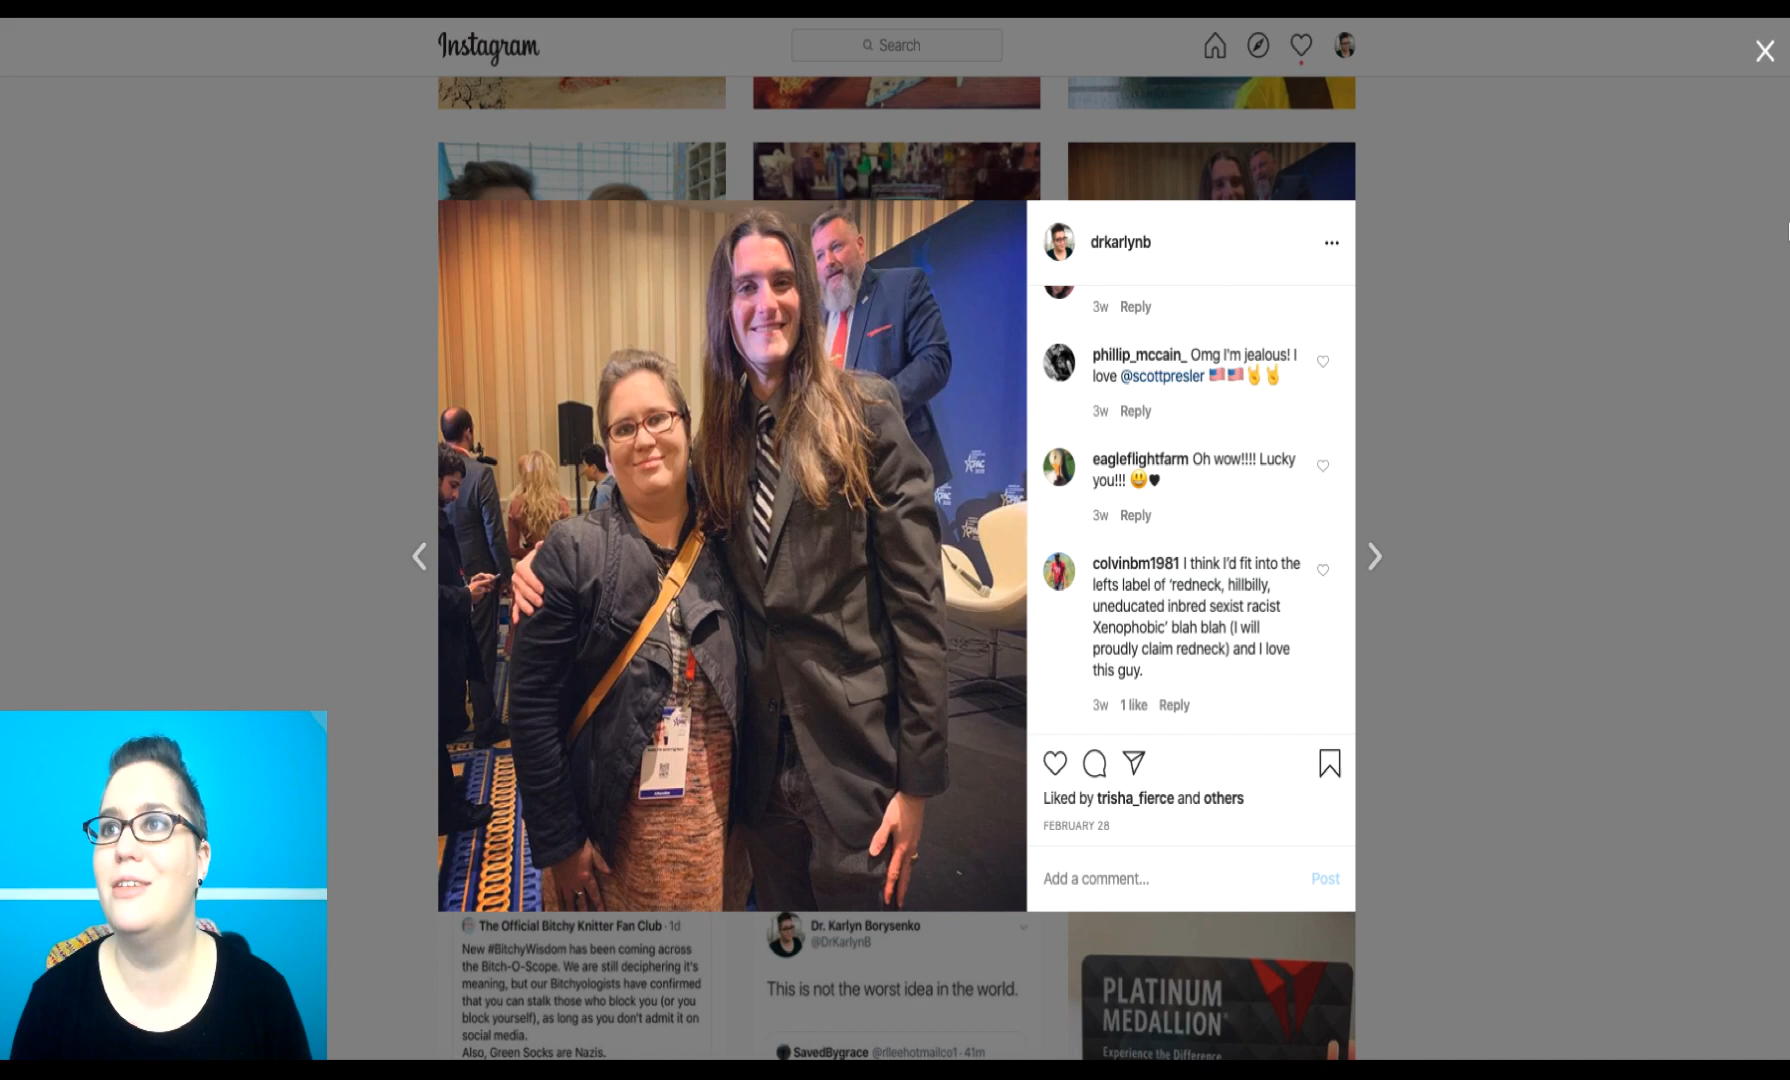 Instagram
Search
drkarlynb
3w Reply
phillip_mccain_ Omg I'm jealous! I
love @scottpresler 🇺🇸🇺🇸🤘🤘
3w Reply
eagleflightfarm Oh wow!!!! Lucky
you!!! 😃🖤
3w Reply
colvinbm1981 I think I'd fit into the
lefts label of 'redneck, hillbilly,
uneducated inbred sexist racist
Xenophobic' blah blah (I will
proudly claim redneck) and I love
this guy.
3w 1 like Reply
Liked by trisha_fierce and others
FEBRUARY 28
Add a comment... Post
CPAC
CPAC
CPAC
The Official Bitchy Knitter Fan Club · 1d
New #BitchyWisdom has been coming across
the Bitch-O-Scope. We are still deciphering it's
meaning, but our Bitchyologists have confirmed
that you can stalk those who block you (or you
block yourself), as long as you don't admit it on
social media.
Also, Green Socks are Nazis.
Dr. Karlyn Borysenko
@DrKarlynB
This is not the worst idea in the world.
SavedBygrace @rlleehotmailco1 · 41m
PLATINUM
MEDALLION®
Experience the Difference